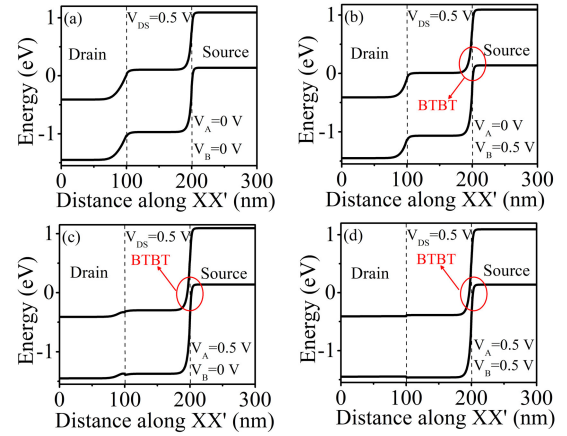 (a)
V_DS=0.5 V
Drain
Source
V_A=0 V
V_B=0 V
Energy (eV)
1
0
-1
0 100 200 300
Distance along XX' (nm)
(b)
V_DS=0.5 V
Drain
Source
BTBT
V_A=0 V
V_B=0.5 V
Energy (eV)
1
0
-1
0 100 200 300
Distance along XX' (nm)
(c)
V_DS=0.5 V
BTBT
Drain
Source
V_A=0.5 V
V_B=0 V
Energy (eV)
1
0
-1
0 100 200 300
Distance along XX' (nm)
(d)
V_DS=0.5 V
BTBT
Drain
Source
V_A=0.5 V
V_B=0.5 V
Energy (eV)
1
0
-1
0 100 200 300
Distance along XX' (nm)